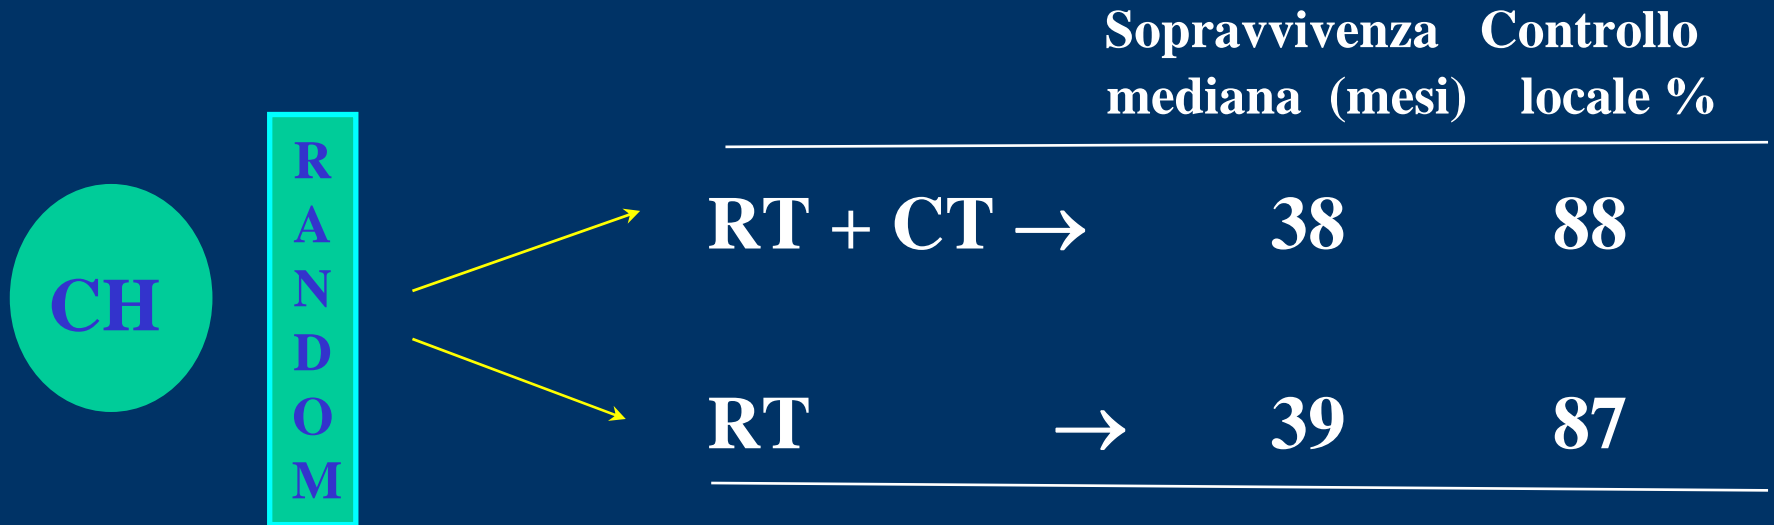 Sopravvivenza Controllo
mediana (mesi) locale %
CH
R
A
N
D
O
M
RT + CT → 38 88
RT → 39 87